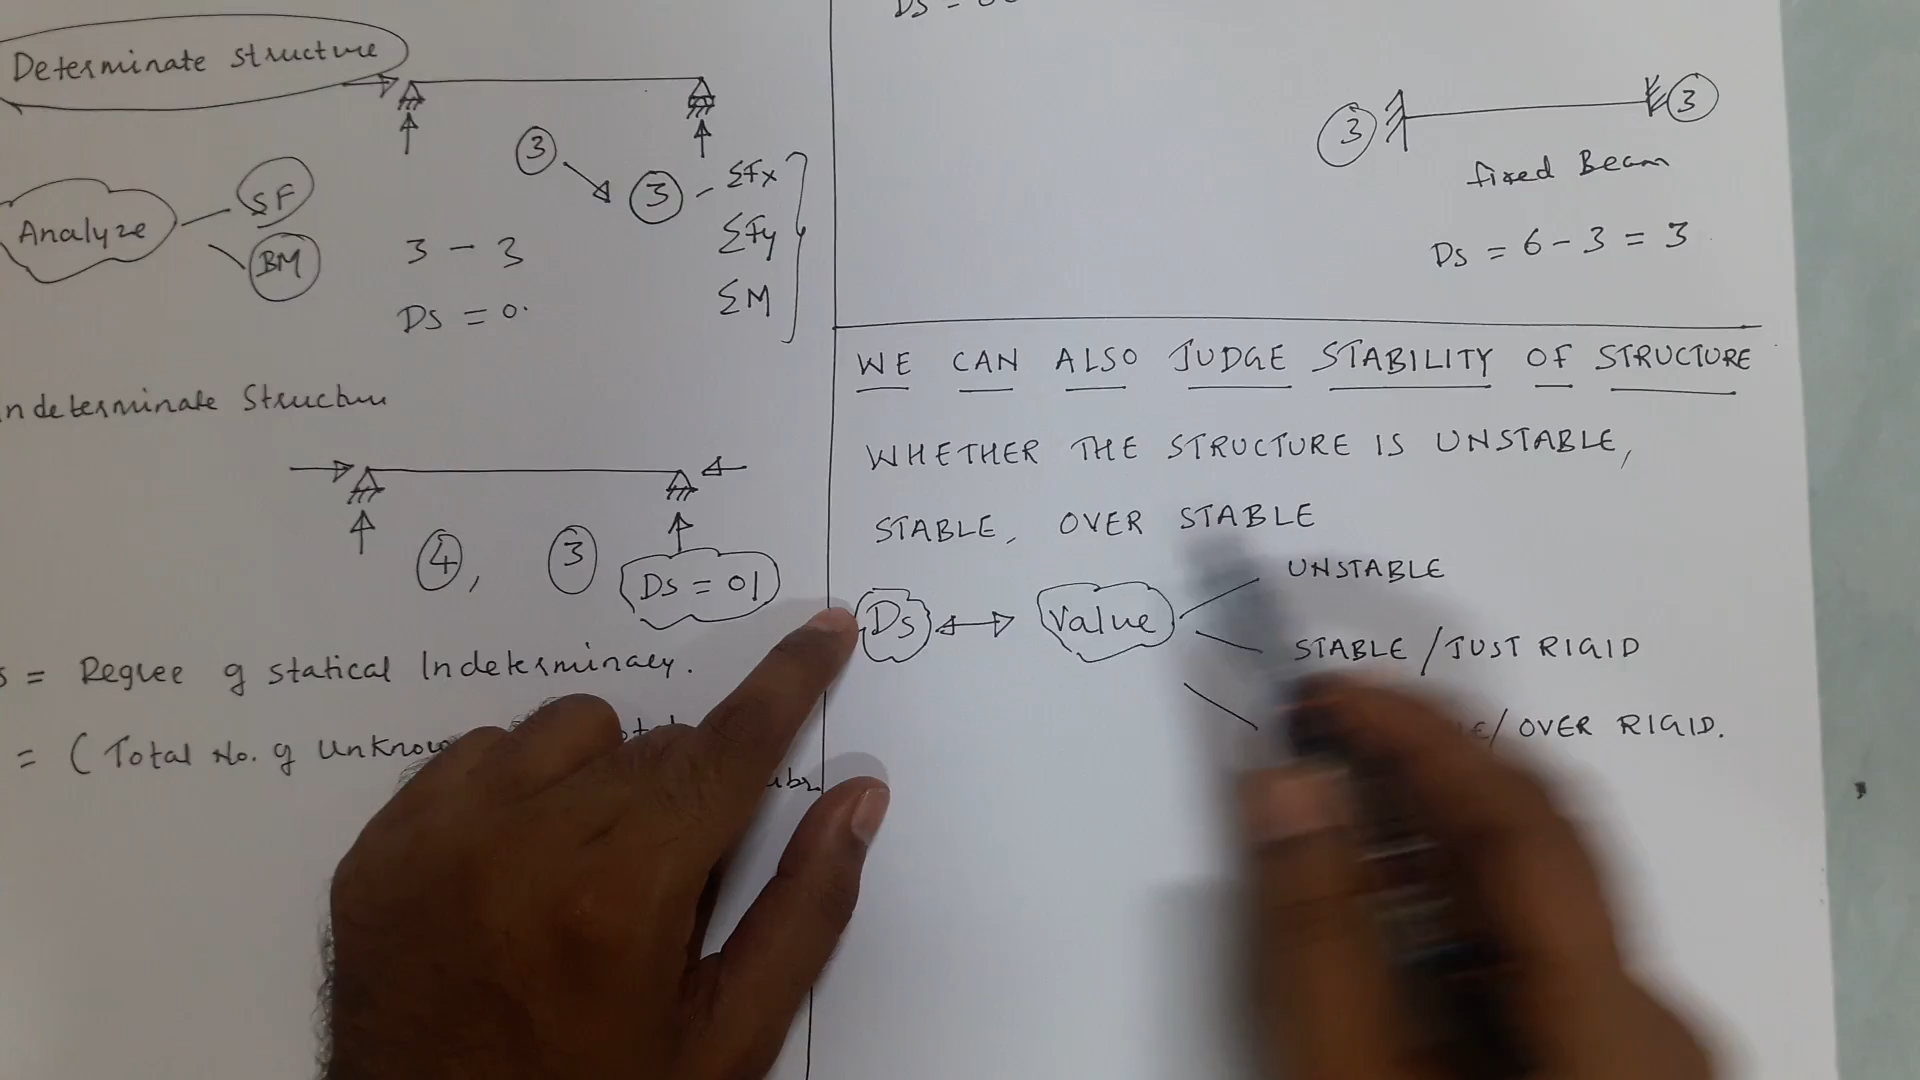 Determinate structure
3
3
ΣFx
ΣFy
ΣM
Analyze
SF
BM
3 - 3
Ds = 0.
ndeterminate Structure
4, 3
Ds = 01
s = Degree of statical Indeterminacy.
= (Total No. of Unknow
3
3
fixed Beam
Ds = 6 - 3 = 3
WE CAN ALSO JUDGE STABILITY OF STRUCTURE
WHETHER THE STRUCTURE IS UNSTABLE,
STABLE, OVER STABLE
Ds
Value
UNSTABLE
STABLE / JUST RIGID
/ OVER RIGID.